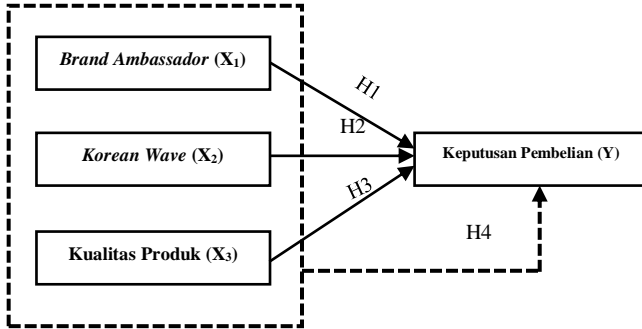 Brand Ambassador (X₁)
H1
H2
Korean Wave (X₂)
Keputusan Pembelian (Y)
H3
Kualitas Produk (X₃)
H4